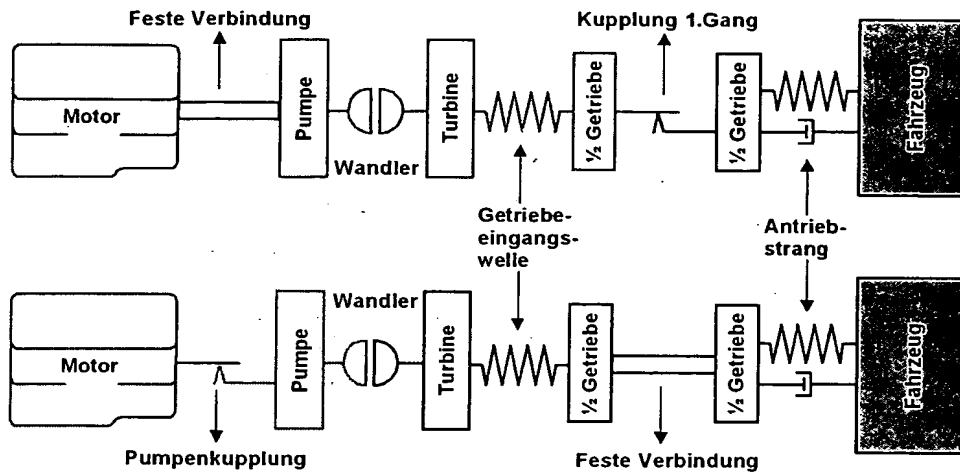 Feste Verbindung
Kupplung 1.Gang
Motor
Pumpe
Wandler
Turbine
½ Getriebe
½ Getriebe
Fahrzeug
Getriebe-
eingangs-
welle
Antrieb-
strang
Motor
Pumpe
Wandler
Turbine
½ Getriebe
½ Getriebe
Fahrzeug
Pumpenkupplung
Feste Verbindung